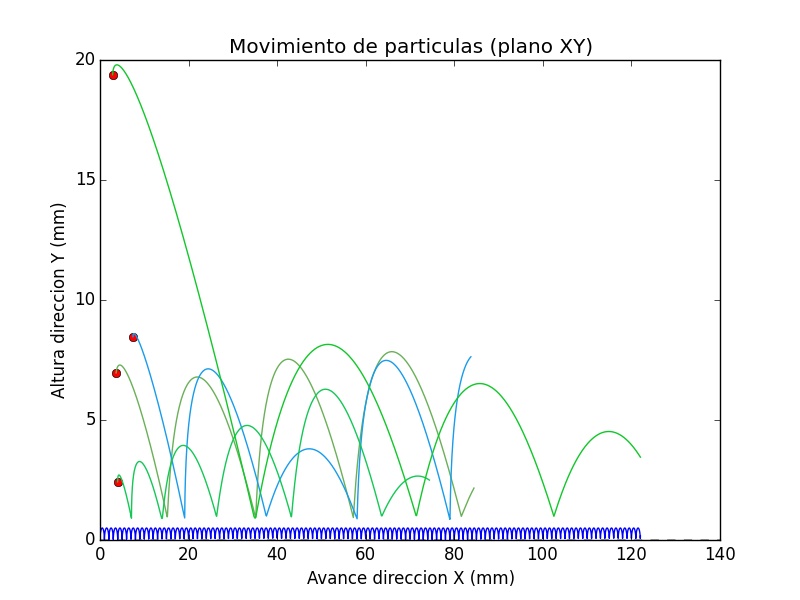 Movimiento de particulas (plano XY)
20
15
10
5
0
Altura direccion Y (mm)
0 20 40 60 80 100 120 140
Avance direccion X (mm)